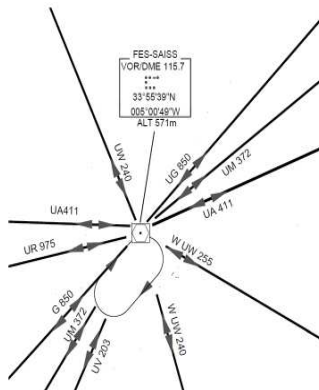 FES-SAISS
VOR/DME 115.7
33°55'39"N
005°00'49"W
ALT 571m
UW 240
UG 850
UM 372
UA 411
UA411
UR 975
W UW 255
G 850
UM 372
UV 203
W UW 240